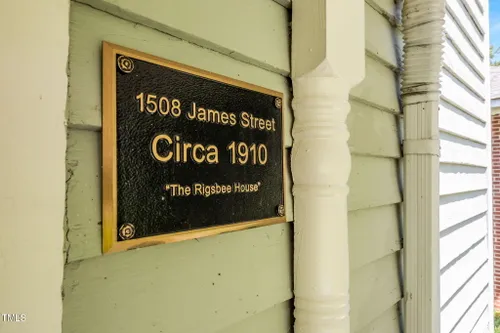 1508 James Street
Circa 1910
"The Rigsbee House"
TMLS